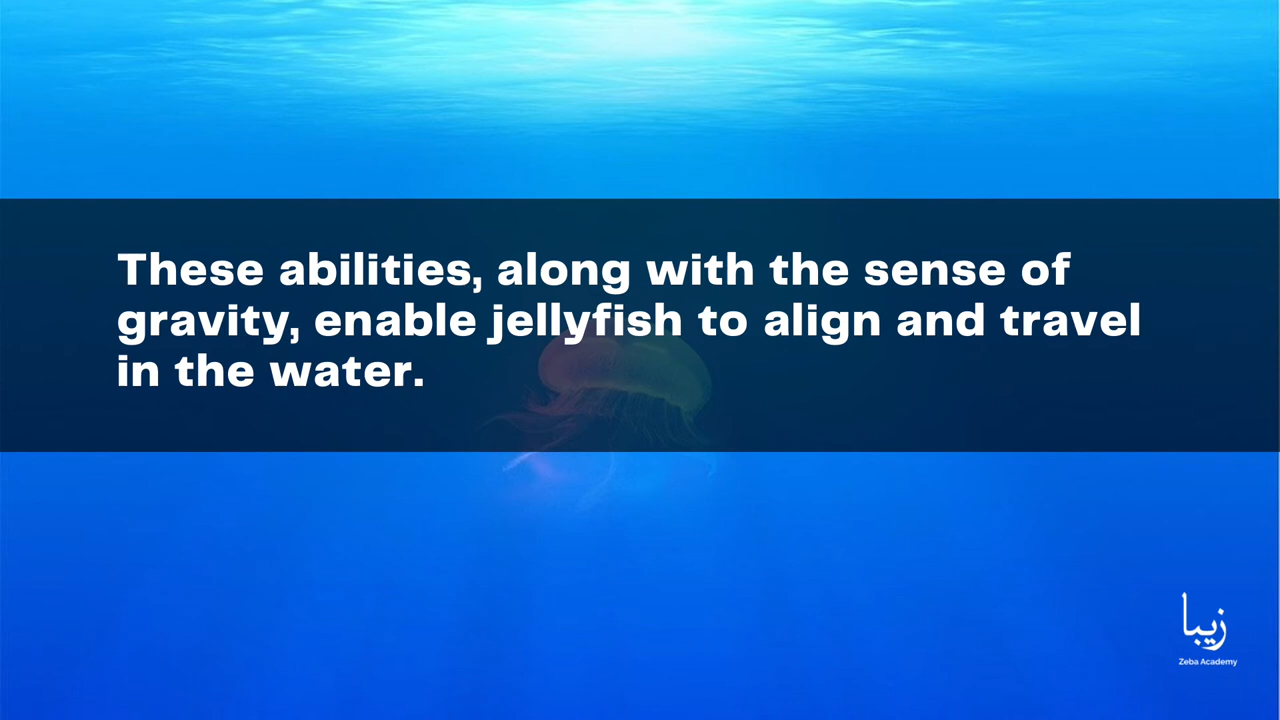 These abilities, along with the sense of
gravity, enable jellyfish to align and travel
in the water.
زیبا
Zeba Academy